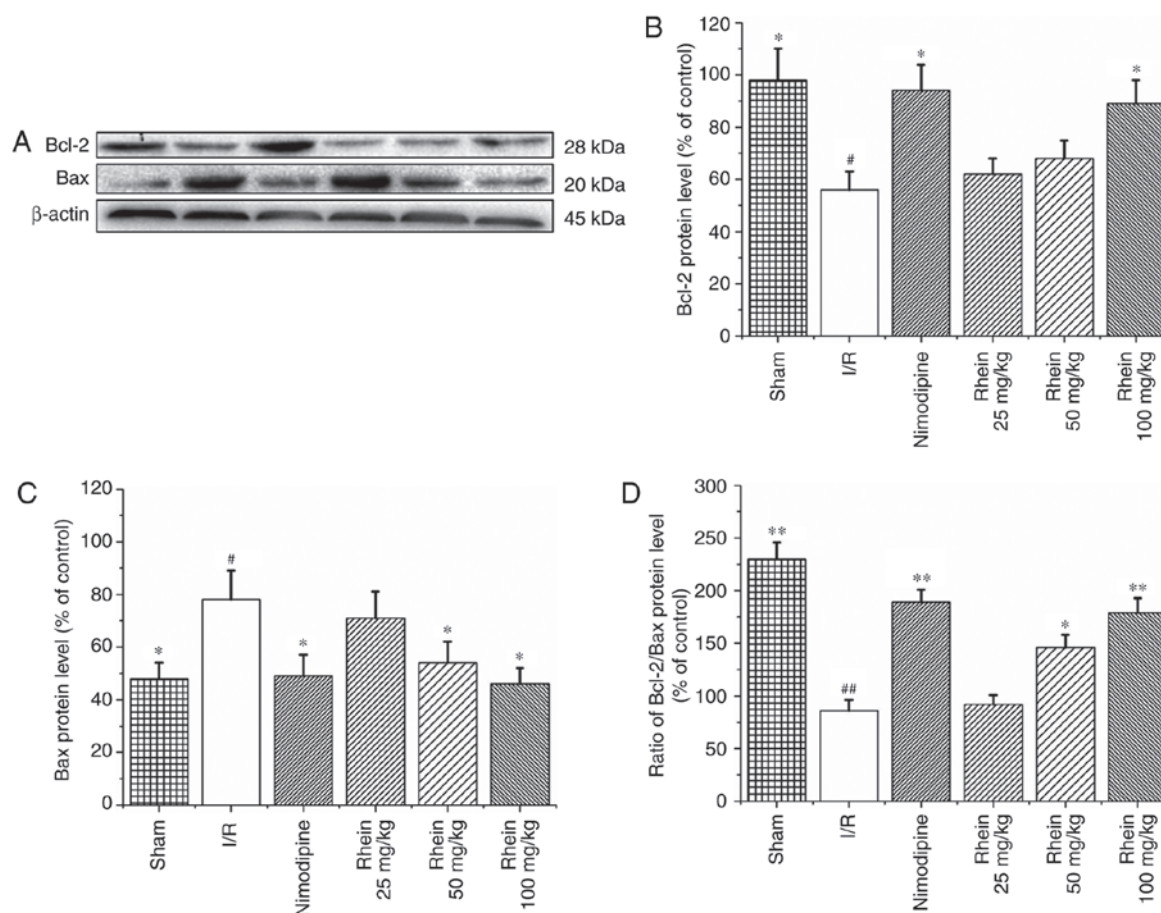 A
Bcl-2
28 kDa
Bax
20 kDa
β-actin
45 kDa
B
Bcl-2 protein level (% of control)
120
100
80
60
40
20
0
*
#
*
*
Sham
I/R
Nimodipine
Rhein
25 mg/kg
Rhein
50 mg/kg
Rhein
100 mg/kg
C
Bax protein level (% of control)
120
100
80
60
40
20
0
*
#
*
*
*
Sham
I/R
Nimodipine
Rhein
25 mg/kg
Rhein
50 mg/kg
Rhein
100 mg/kg
D
Ratio of Bcl-2/Bax protein level
(% of control)
300
250
200
150
100
50
0
**
##
**
*
**
Sham
I/R
Nimodipine
Rhein
25 mg/kg
Rhein
50 mg/kg
Rhein
100 mg/kg